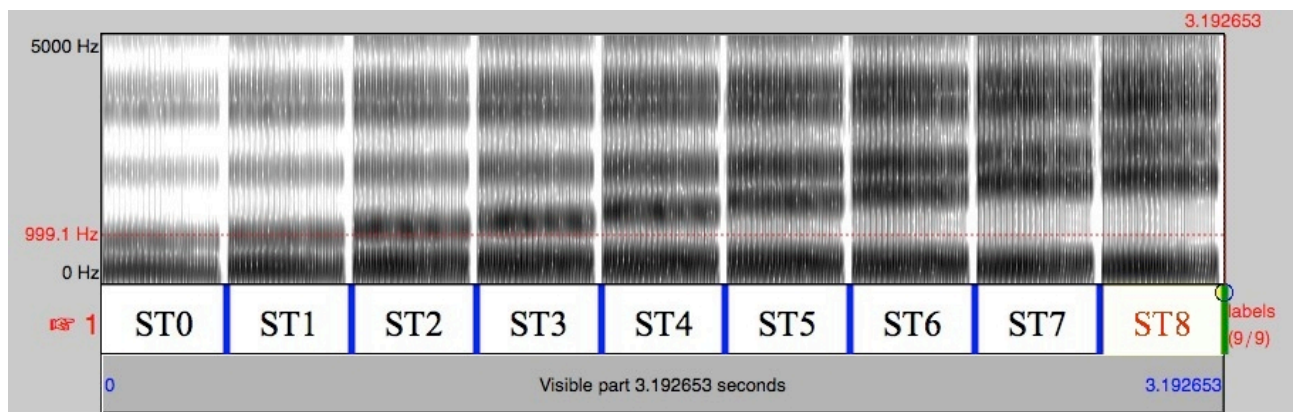 3.192653
5000 Hz
999.1 Hz
0 Hz
☞ 1 ST0 ST1 ST2 ST3 ST4 ST5 ST6 ST7 ST8 labels
(9/9)
0 Visible part 3.192653 seconds 3.192653